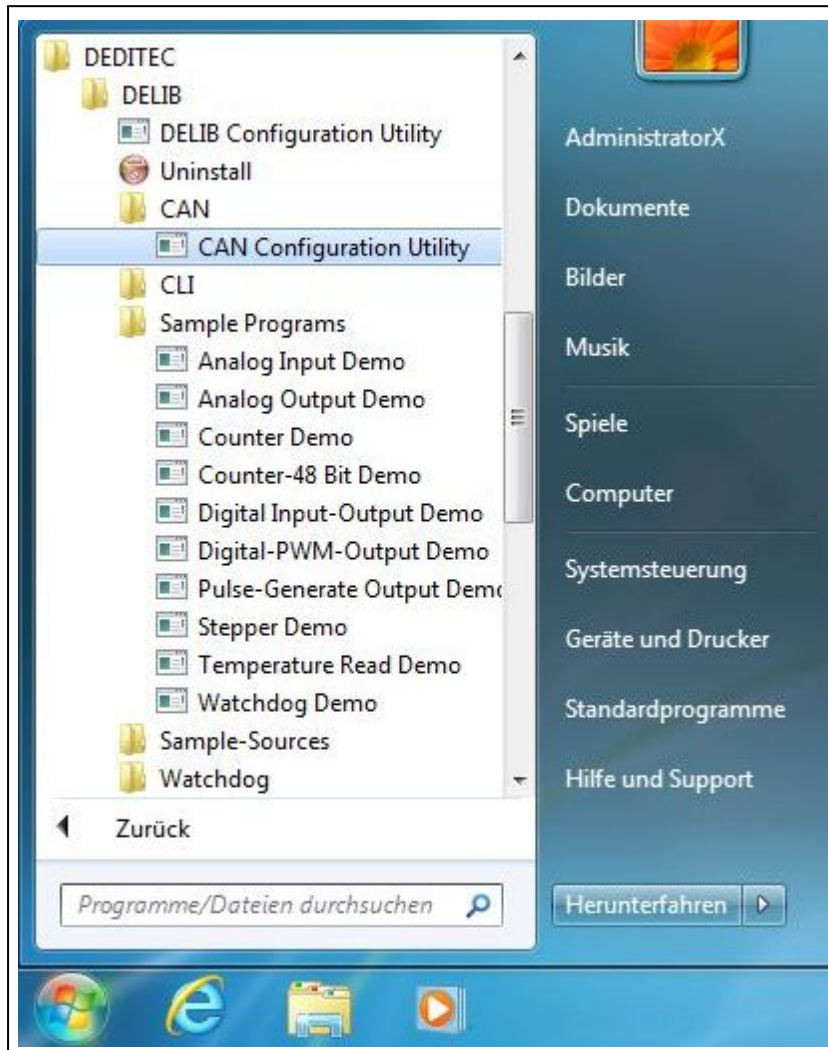 DEDITEC
DELIB
DELIB Configuration Utility
Uninstall
CAN
CAN Configuration Utility
CLI
Sample Programs
Analog Input Demo
Analog Output Demo
Counter Demo
Counter-48 Bit Demo
Digital Input-Output Demo
Digital-PWM-Output Demo
Pulse-Generate Output Demo
Stepper Demo
Temperature Read Demo
Watchdog Demo
Sample-Sources
Watchdog
Zurück
Programme/Dateien durchsuchen
AdministratorX
Dokumente
Bilder
Musik
Spiele
Computer
Systemsteuerung
Geräte und Drucker
Standardprogramme
Hilfe und Support
Herunterfahren